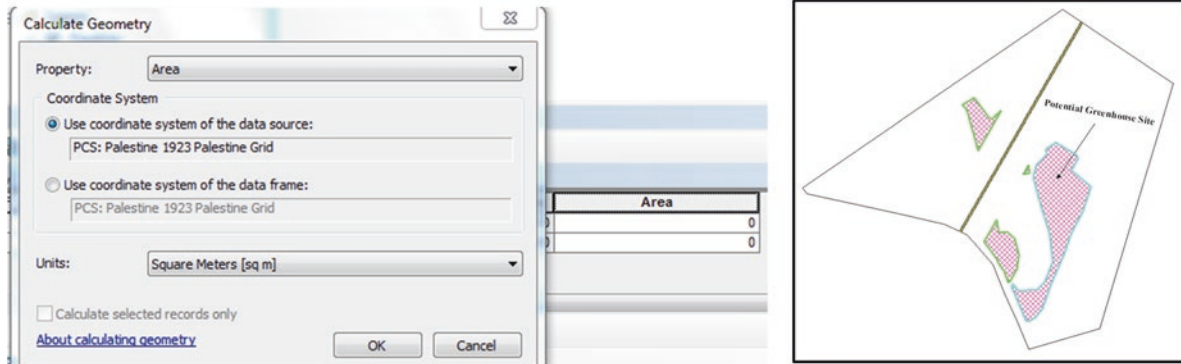 Calculate Geometry
Property:
Area
Coordinate System
Use coordinate system of the data source:
PCS: Palestine 1923 Palestine Grid
Use coordinate system of the data frame:
PCS: Palestine 1923 Palestine Grid
Units:
Square Meters [sq m]
Calculate selected records only
About calculating geometry
OK
Cancel
Area
0
0
Potential Greenhouse Site